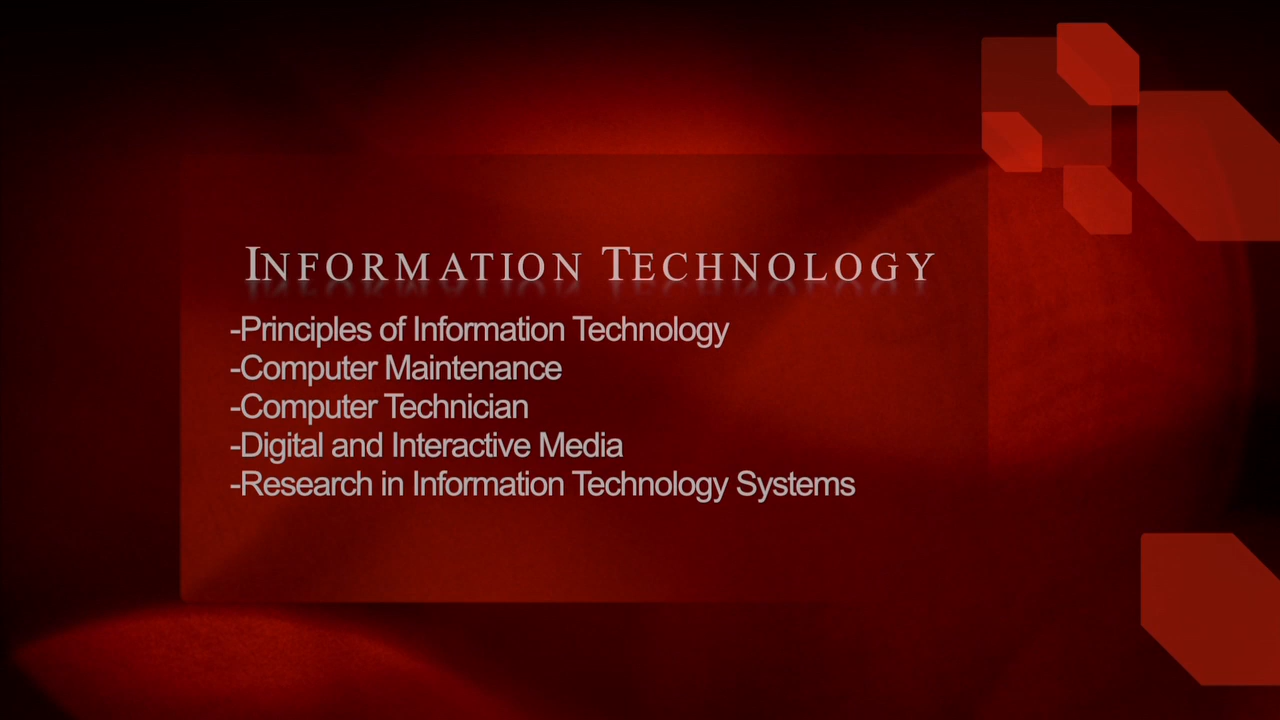 INFORMATION TECHNOLOGY
-Principles of Information Technology
-Computer Maintenance
-Computer Technician
-Digital and Interactive Media
-Research in Information Technology Systems